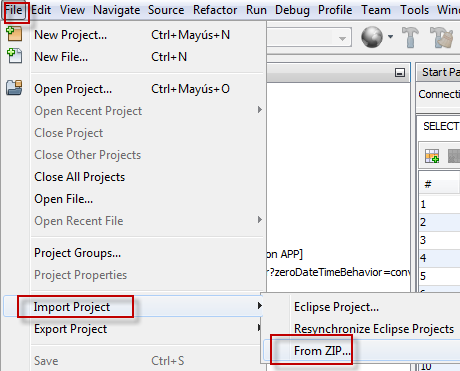 File Edit View Navigate Source Refactor Run Debug Profile Team Tools
New Project... Ctrl+Mayús+N
New File... Ctrl+N
Open Project... Ctrl+Mayús+O
Open Recent Project
Close Project
Close Other Projects
Close All Projects
Open File...
Open Recent File
Project Groups...
Project Properties
Import Project
Export Project
Save Ctrl+S
Eclipse Project...
Resynchronize Eclipse Projects
From ZIP...
on APP]
r?zeroDateTimeBehavior=conv
Start Pa
Connecti
SELECT
#
1
2
3
4
5
6
10